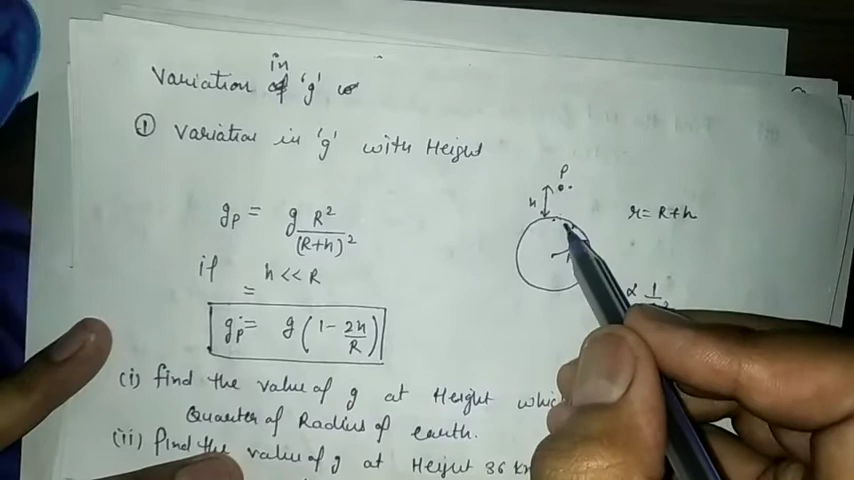 Variation in 'g'
① Variation in 'g' with Height
P
h
r = R+h
gp = g R² / (R+h)²
if h << R
∝ 1
gp = g (1 - 2h/R)
(i) find the value of g at Height
Quarter of Radius of earth.
(ii) Find the value of g at Height 36